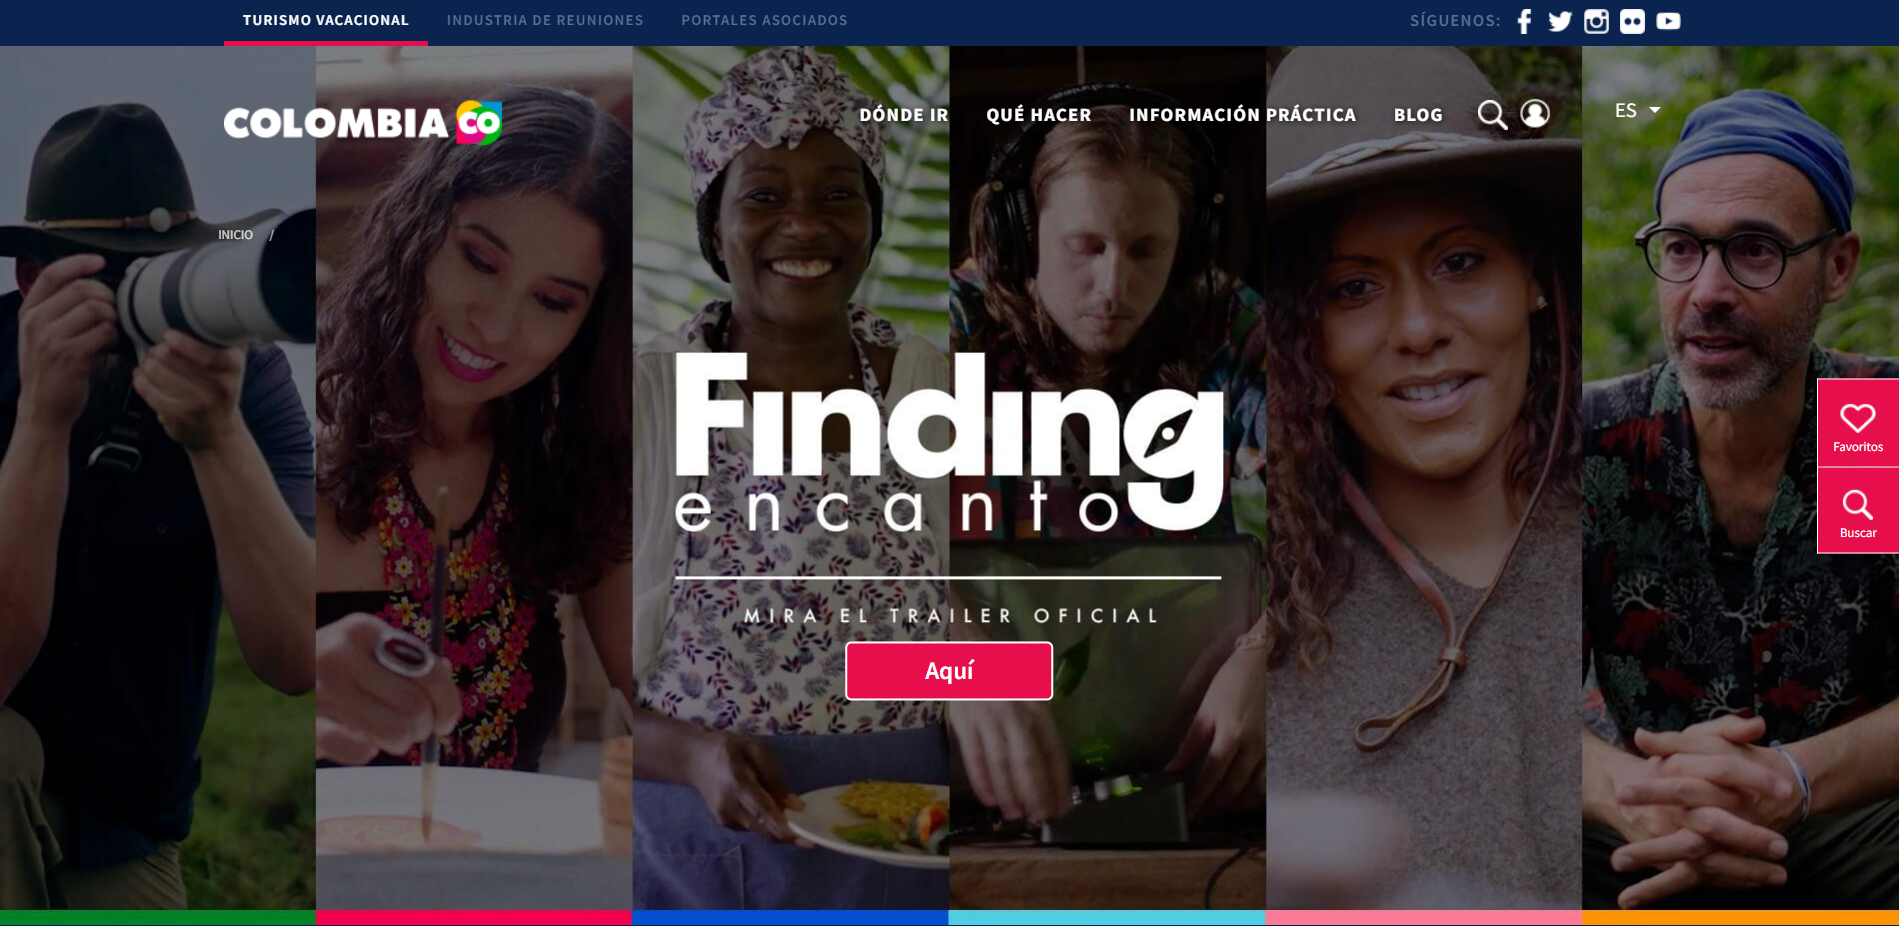 TURISMO VACACIONAL
INDUSTRIA DE REUNIONES
PORTALES ASOCIADOS
SÍGUENOS:
COLOMBIA CO
DÓNDE IR
QUÉ HACER
INFORMACIÓN PRÁCTICA
BLOG
ES
INICIO /
Finding
encanto
MIRA EL TRAILER OFICIAL
Aquí
Favoritos
Buscar